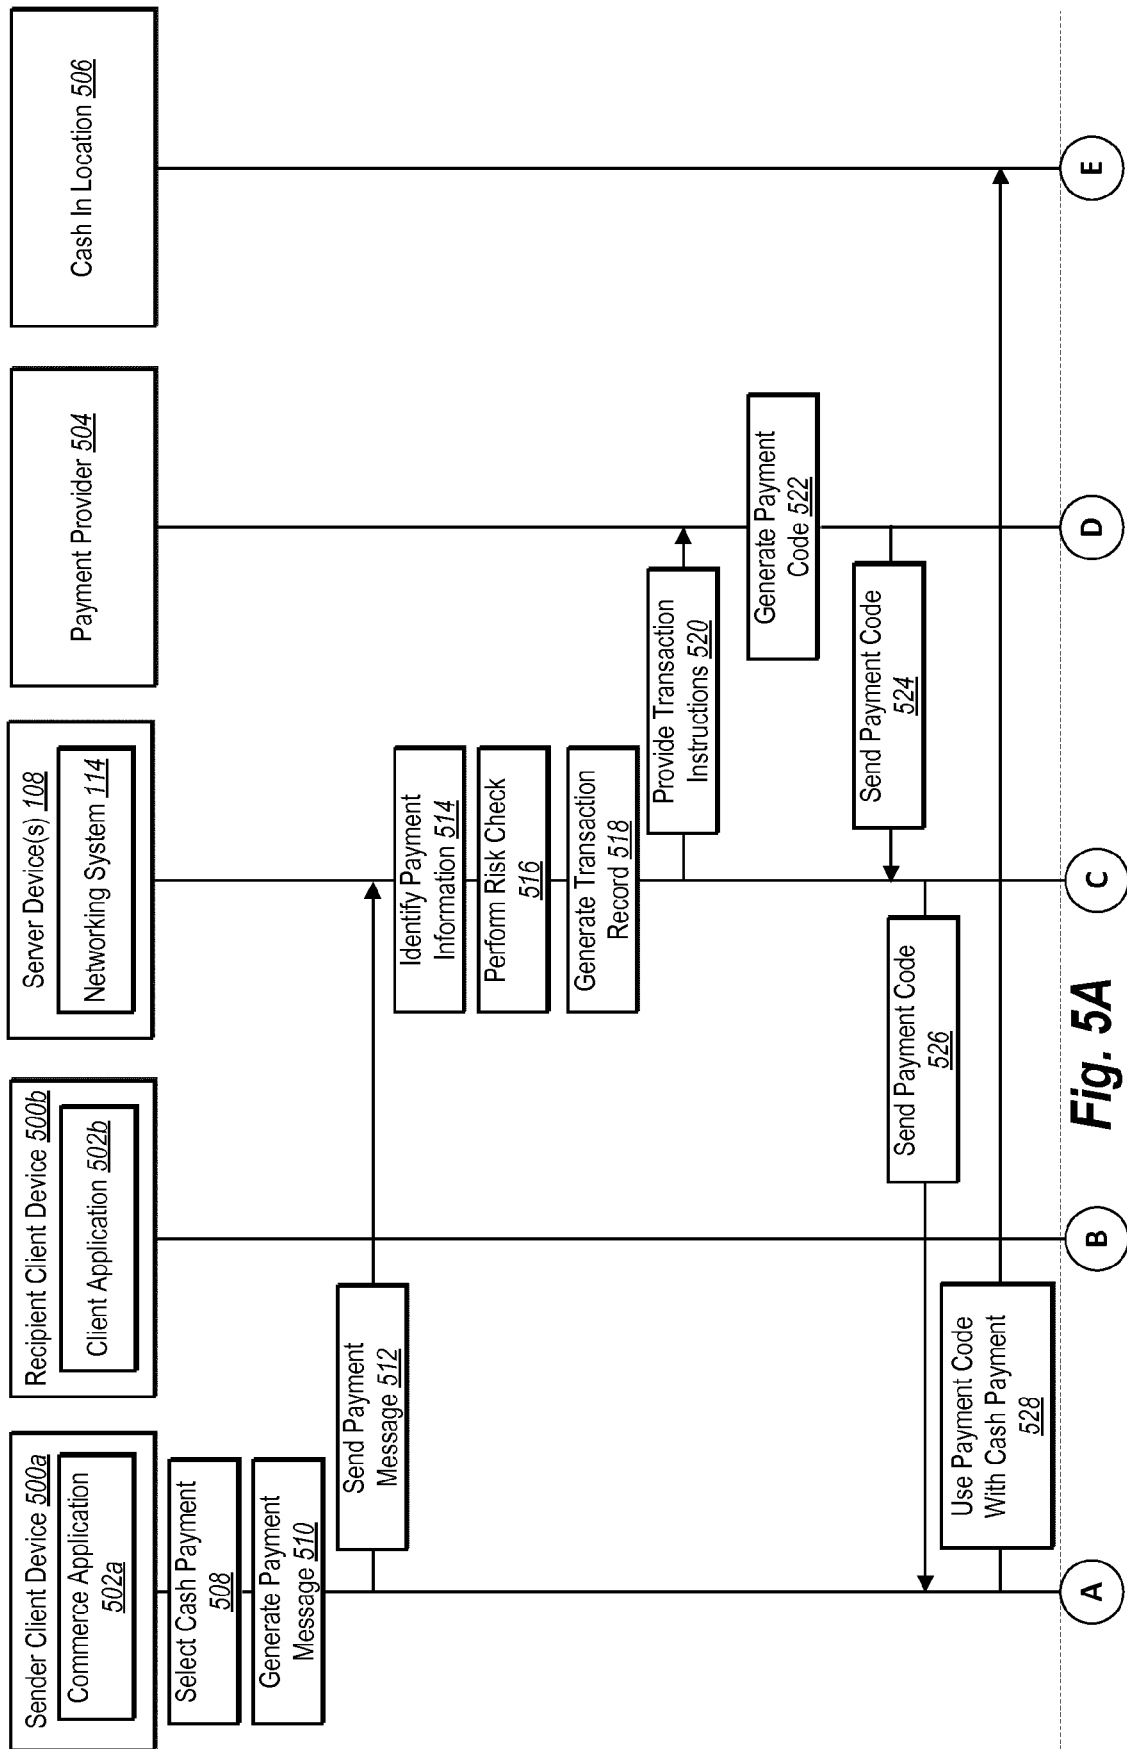 Sender Client Device 500a
Commerce Application
502a
Recipient Client Device 500b
Client Application 502b
Server Device(s) 108
Networking System 114
Payment Provider 504
Cash In Location 506
Select Cash Payment
508
Generate Payment
Message 510
Send Payment
Message 512
Identify Payment
Information 514
Perform Risk Check
516
Generate Transaction
Record 518
Provide Transaction
Instructions 520
Generate Payment
Code 522
Send Payment Code
524
Send Payment Code
526
Use Payment Code
With Cash Payment
528
A
B
C
D
E
Fig. 5A